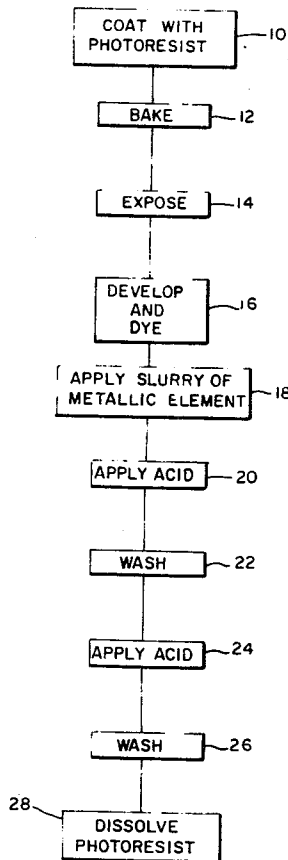 COAT WITH
PHOTORESIST
10
BAKE
12
EXPOSE
14
DEVELOP
AND
DYE
16
APPLY SLURRY OF
METALLIC ELEMENT
18
APPLY ACID
20
WASH
22
APPLY ACID
24
WASH
26
28
DISSOLVE
PHOTORESIST